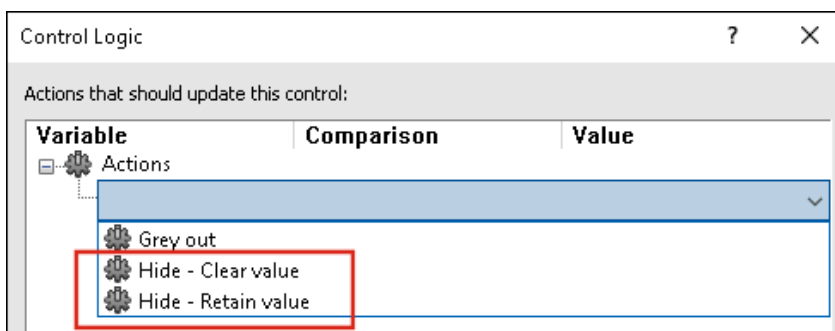 Control Logic ?
Actions that should update this control:
Variable Comparison Value
Actions
Grey out
Hide - Clear value
Hide - Retain value